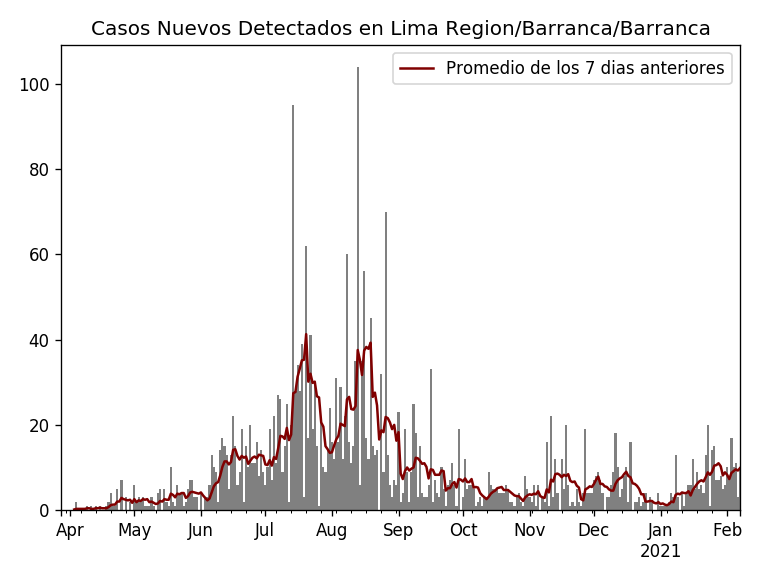 Casos Nuevos Detectados en Lima Region/Barranca/Barranca
Promedio de los 7 dias anteriores
100
80
60
40
20
0
Apr May Jun Jul Aug Sep Oct Nov Dec Jan Feb
2021